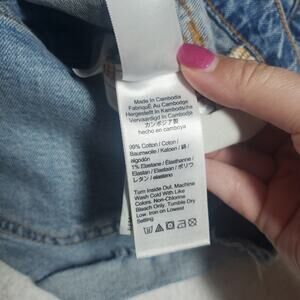 Made In Cambodia
Fabriqué Au Cambodge
Hergestellt In Kambodscha
Vervaardigd In Cambodja
カンボジア製
hecho en camboya
99% Cotton / Coton /
Baumwolle / Katoen / 綿 /
algodón
1% Elastane / Élasthanne /
Elastan / Elastaan / ポリウ
レタン / elastano
Turn Inside Out. Machine
Wash Cold With Like
Colors. Non-Chlorine
Bleach Only. Tumble Dry
Low. Iron on Lowest
Setting